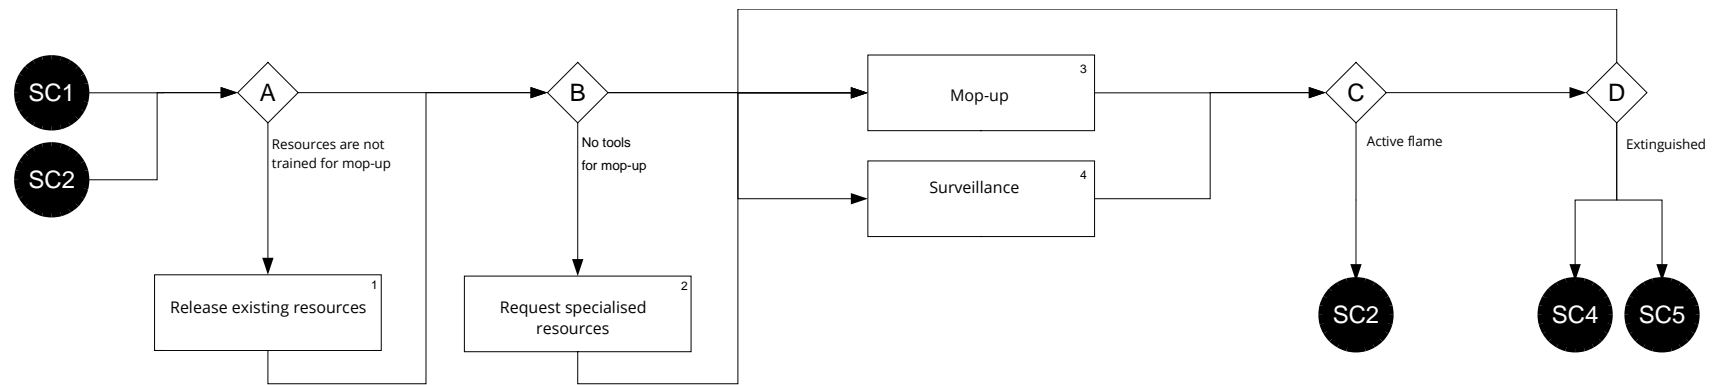 SC1
SC2
A
Resources are not
trained for mop-up
1
Release existing resources
B
No tools
for mop-up
2
Request specialised
resources
3
Mop-up
4
Surveillance
C
Active flame
SC2
D
Extinguished
SC4
SC5